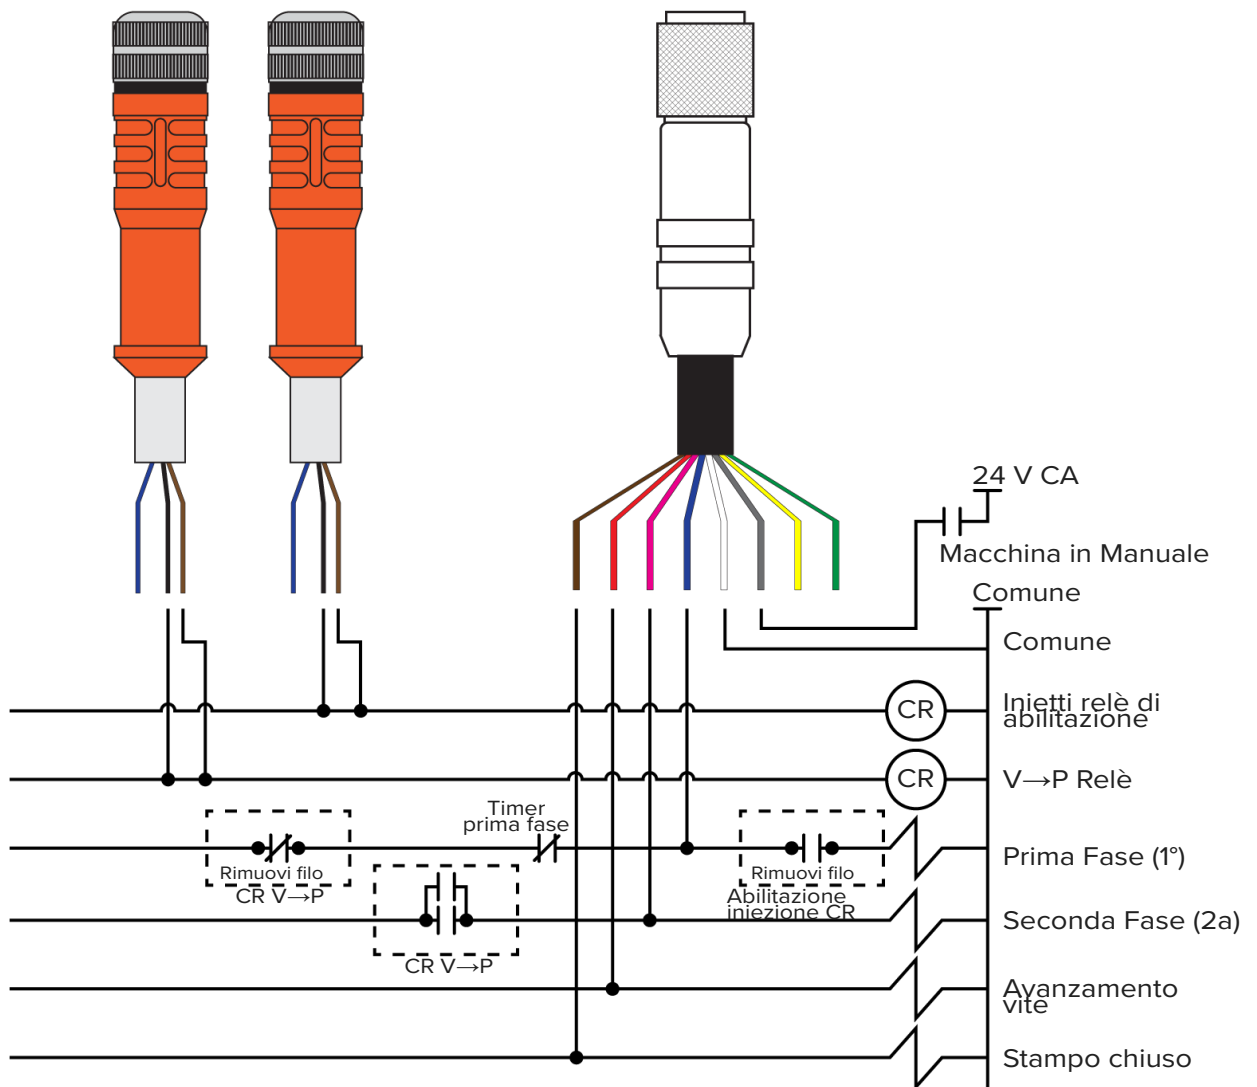 24 V CA
Macchina in Manuale
Comune
Comune
CR
Inietti relè di
abilitazione
CR
V→P Relè
Timer
prima fase
Rimuovi filo
CR V→P
Rimuovi filo
Abilitazione
iniezione CR
Prima Fase (1°)
Seconda Fase (2a)
CR V→P
Avanzamento
vite
Stampo chiuso